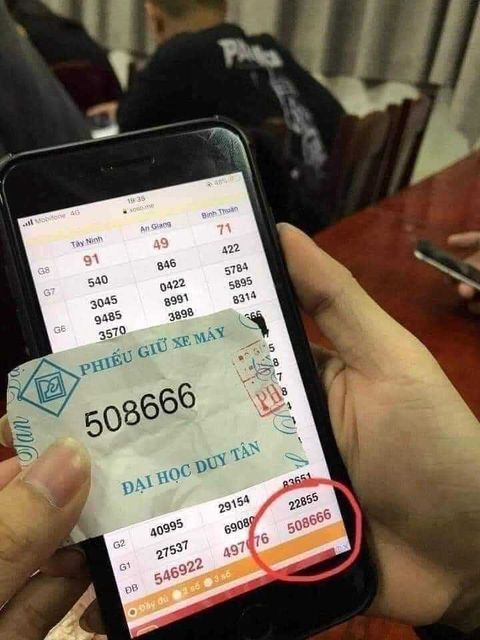 Mobifone 4G 19:35 48%
xoso.me
Tây Ninh An Giang Bình Thuận
G8 91 49 71
G7 540 846 422
3045 0422 5784
G6 9485 8991 5895
3570 3898 8314
PHIẾU GIỮ XE MÁY
508666
PH
ĐẠI HỌC DUY TÂN
83651
G2 40995 29154 22855
G1 27537 69080 508666
ĐB 546922
Đầy đủ 2 số 3 số